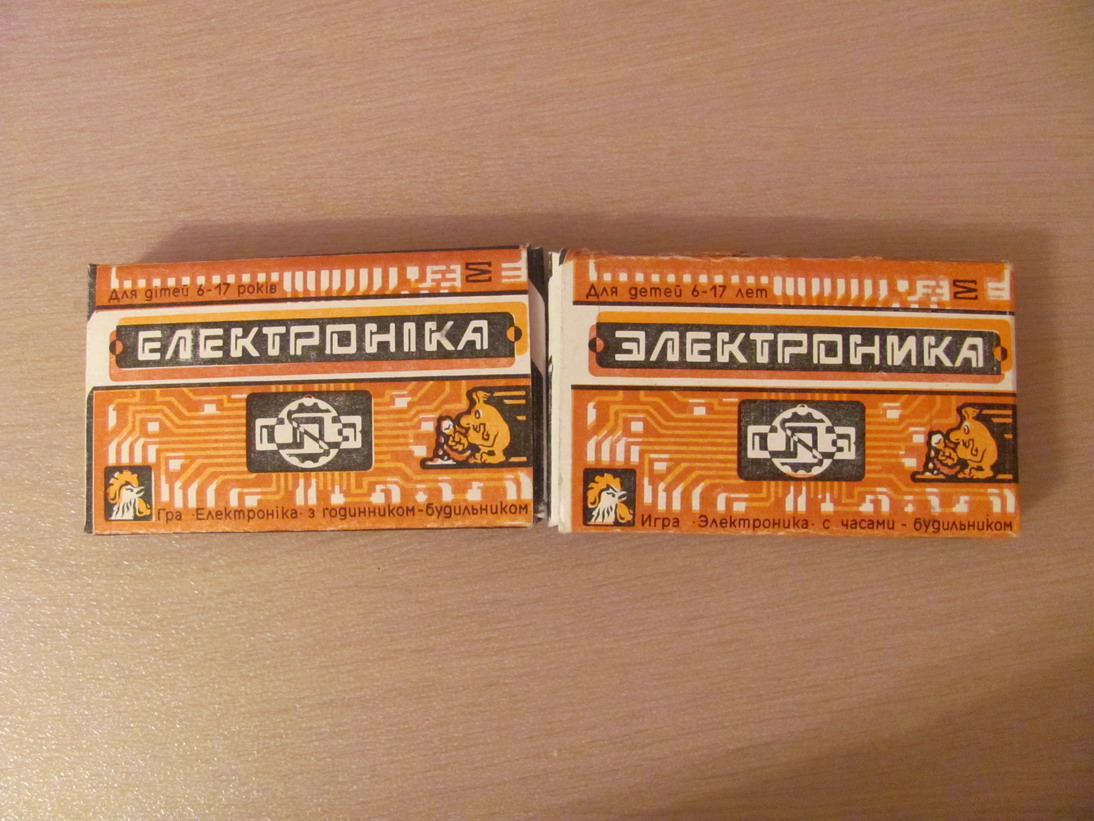 Для дітей 6-17 років
ЕЛЕКТРОНІКА
Гра ·Електроніка· з годинником-будильником
Для детей 6-17 лет
ЭЛЕКТРОНИКА
Игра ·Электроника· с часами - будильником